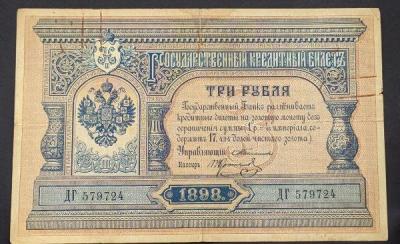 Государственный Кредитный Билетъ
ТРИ РУБЛЯ
Государственный Банкъ размѣниваетъ
кредитные билеты на золотую монету безъ
ограниченія суммы (1 р. = 1/15 имперіала, со-
держитъ 17,424 долей чистаго золота)
Управляющій
Кассиръ
ДГ 579724
1898
ДГ 579724